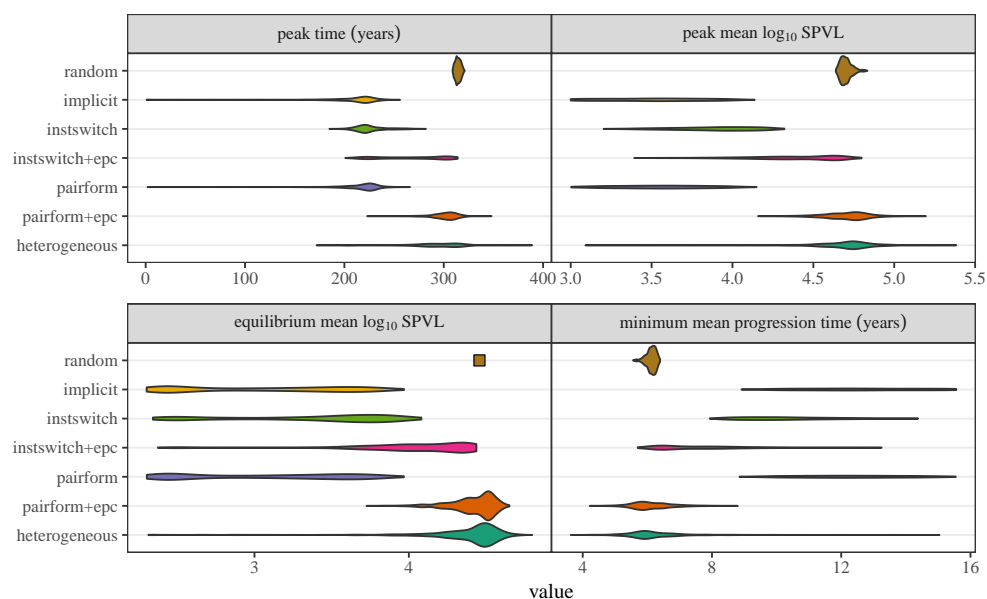 peak time (years) peak mean log₁₀ SPVL
random
implicit
instswitch
instswitch+epc
pairform
pairform+epc
heterogeneous
0 100 200 300 400 3.0 3.5 4.0 4.5 5.0 5.5
equilibrium mean log₁₀ SPVL minimum mean progression time (years)
random
implicit
instswitch
instswitch+epc
pairform
pairform+epc
heterogeneous
3 4 4 8 12 16
value